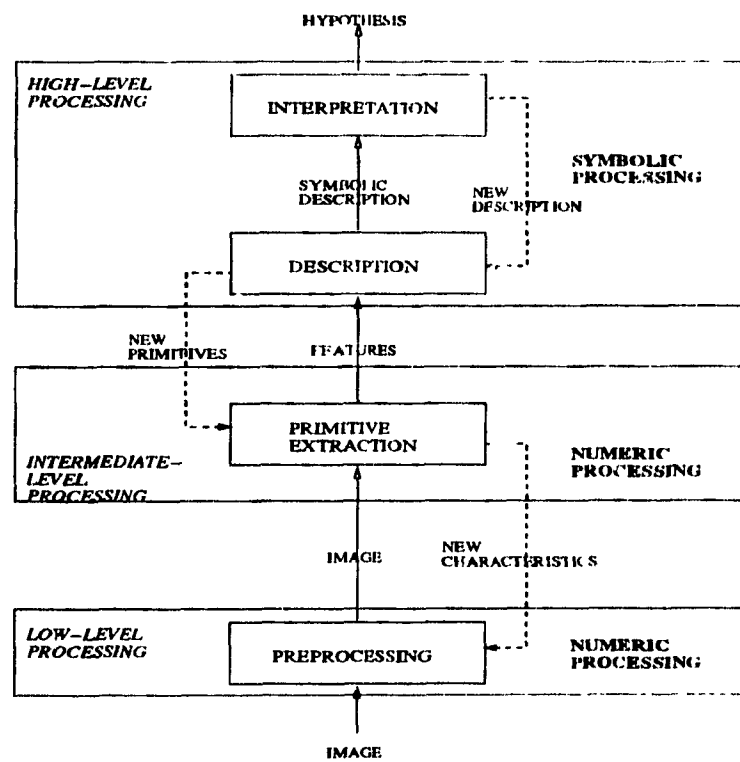 HYPOTHESIS
HIGH-LEVEL
PROCESSING
INTERPRETATION
SYMBOLIC
PROCESSING
SYMBOLIC
DESCRIPTION
NEW
DESCRIPTION
DESCRIPTION
NEW
PRIMITIVES
FEATURES
PRIMITIVE
EXTRACTION
INTERMEDIATE-
LEVEL
PROCESSING
NUMERIC
PROCESSING
IMAGE
NEW
CHARACTERISTICS
LOW-LEVEL
PROCESSING
PREPROCESSING
NUMERIC
PROCESSING
IMAGE